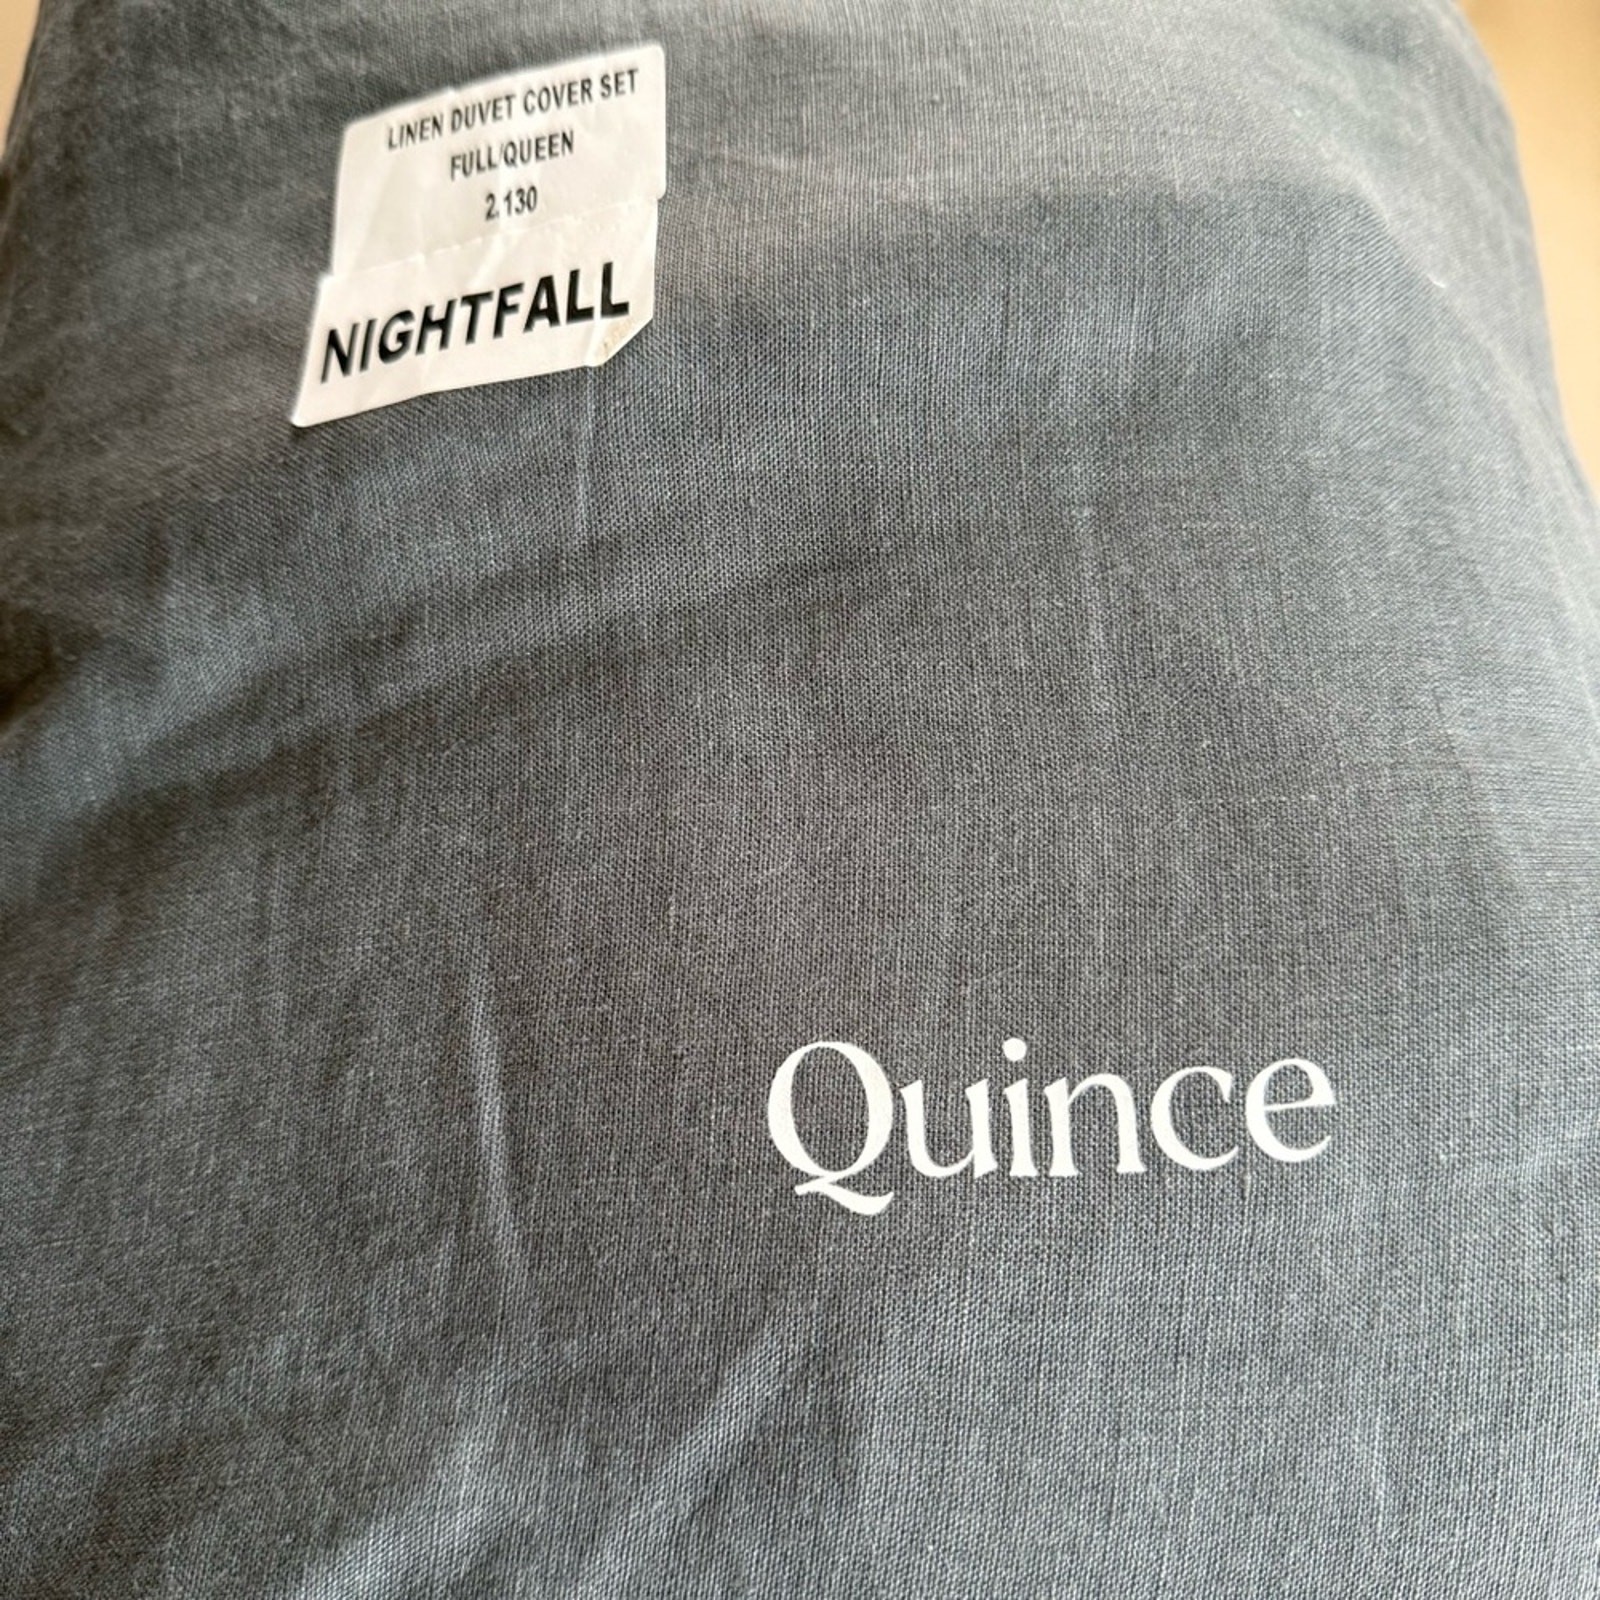 LINEN DUVET COVER SET
FULL/QUEEN
2.130
NIGHTFALL
Quince